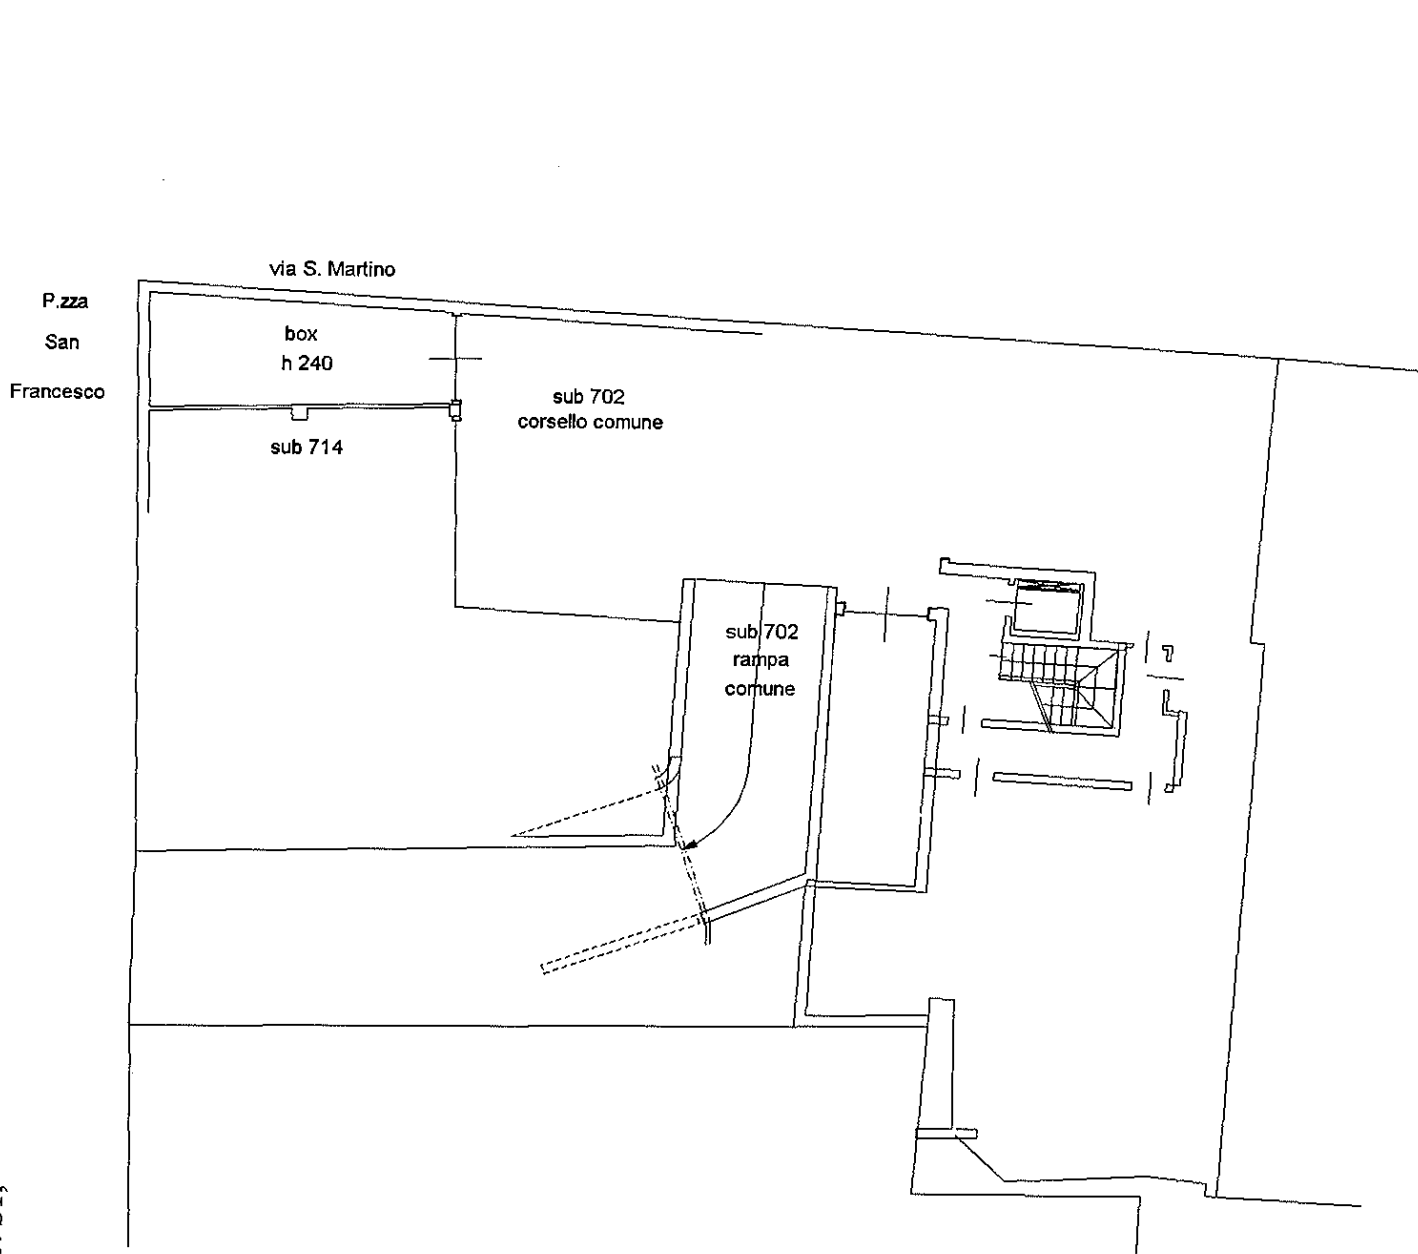 via S. Martino
P.zza
San
Francesco
box
h 240
sub 702
corsello comune
sub 714
sub 702
rampa
comune